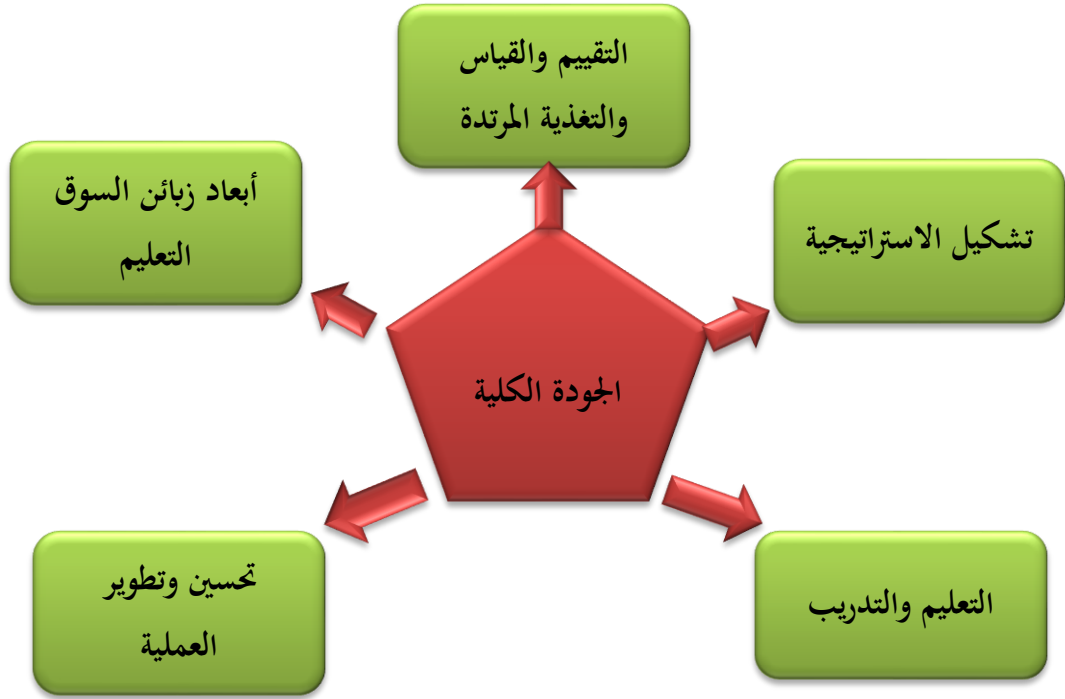 التقييم والقياس
والتغذية المرتدة
تشكيل الاستراتيجية
أبعاد زبائن السوق
التعليم
الجودة الكلية
التعليم والتدريب
تحسين وتطوير
العملية